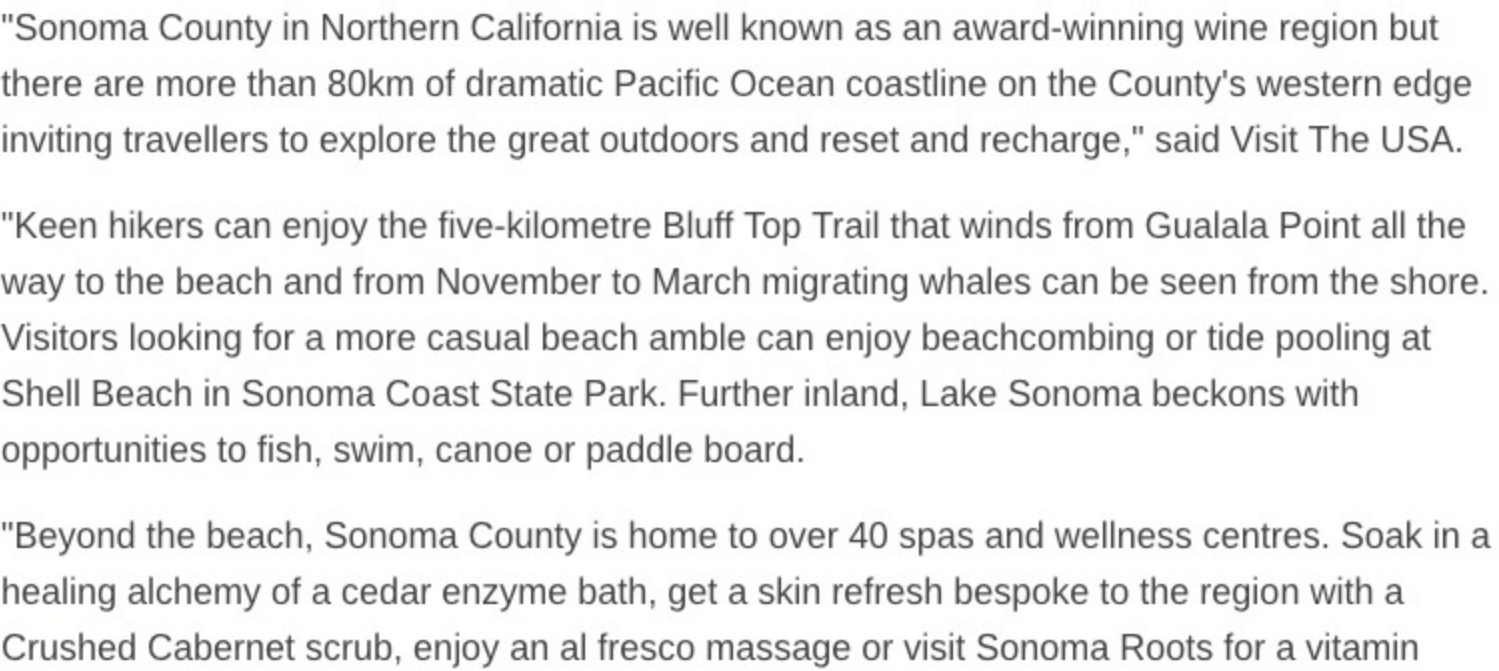 "Sonoma County in Northern California is well known as an award-winning wine region but
there are more than 80km of dramatic Pacific Ocean coastline on the County's western edge
inviting travellers to explore the great outdoors and reset and recharge," said Visit The USA.
"Keen hikers can enjoy the five-kilometre Bluff Top Trail that winds from Gualala Point all the
way to the beach and from November to March migrating whales can be seen from the shore.
Visitors looking for a more casual beach amble can enjoy beachcombing or tide pooling at
Shell Beach in Sonoma Coast State Park. Further inland, Lake Sonoma beckons with
opportunities to fish, swim, canoe or paddle board.
"Beyond the beach, Sonoma County is home to over 40 spas and wellness centres. Soak in a
healing alchemy of a cedar enzyme bath, get a skin refresh bespoke to the region with a
Crushed Cabernet scrub, enjoy an al fresco massage or visit Sonoma Roots for a vitamin